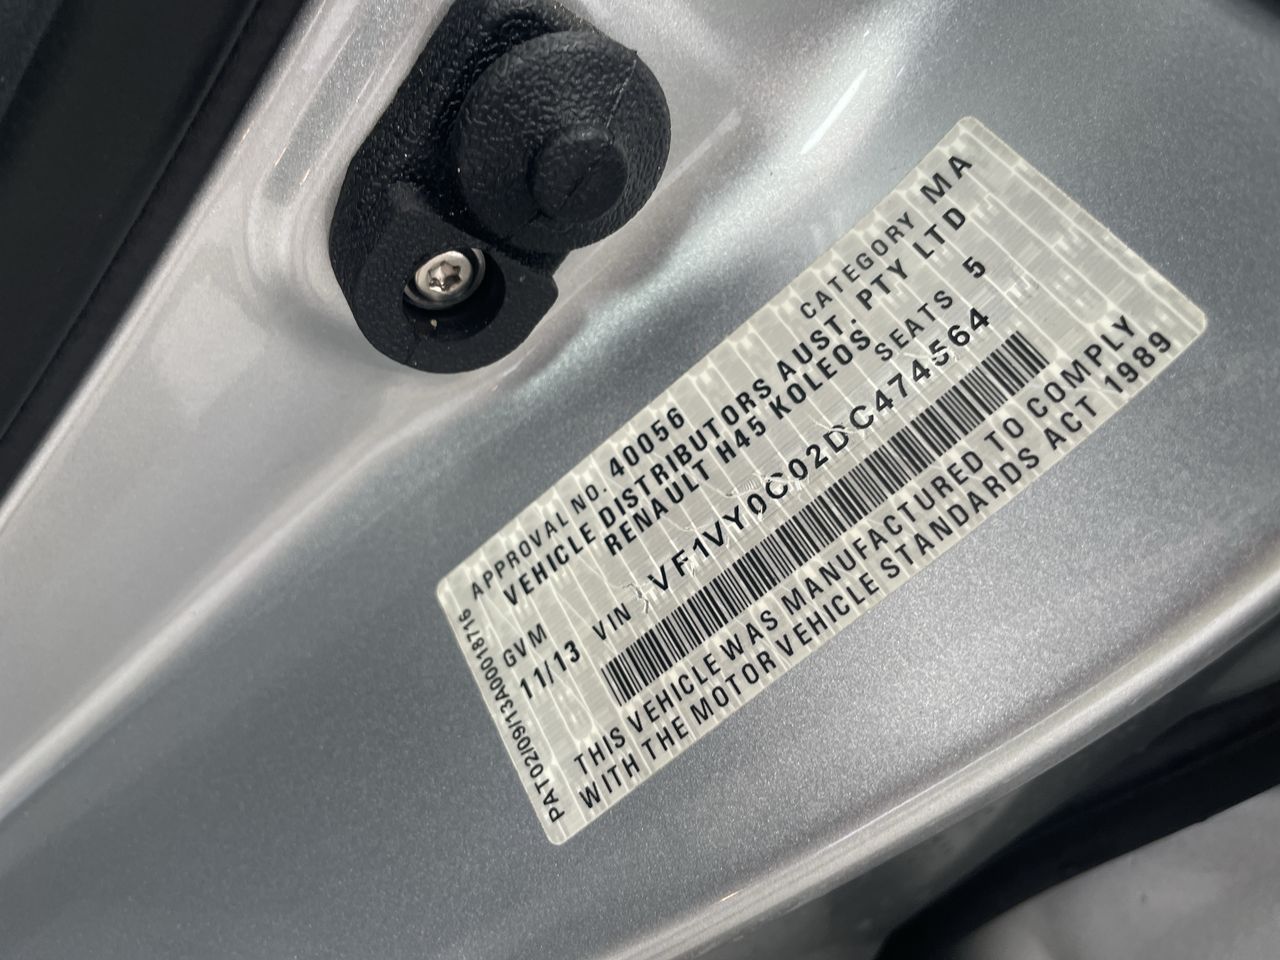 APPROVAL NO. 40056 CATEGORY MA
VEHICLE DISTRIBUTORS AUST. PTY LTD
RENAULT H45 KOLEOS
GVM SEATS 5
11/13 VIN VF1VY0C02DC474564
THIS VEHICLE WAS MANUFACTURED TO COMPLY
WITH THE MOTOR VEHICLE STANDARDS ACT 1989
PAT02/09/13A00018716